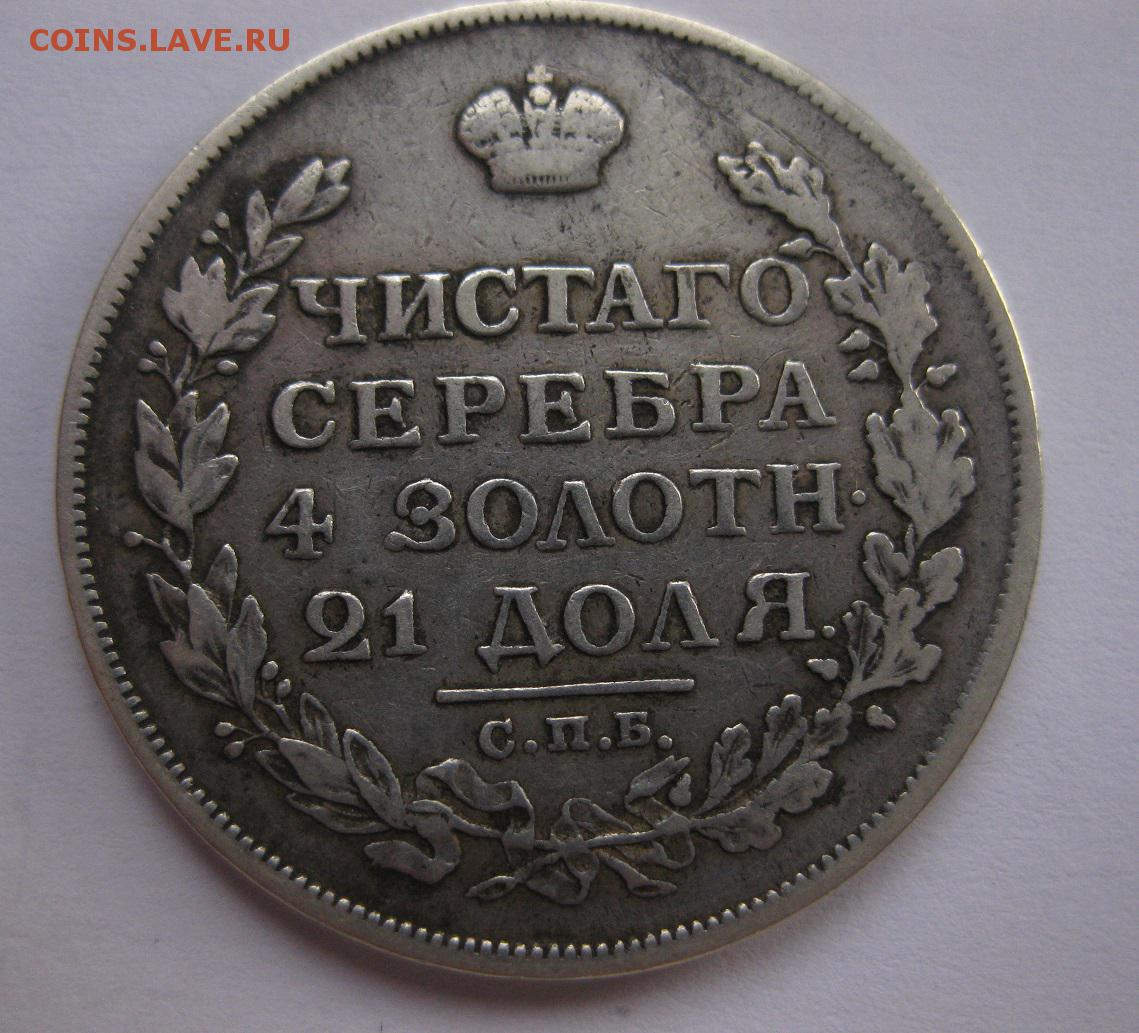 COINS.LAVE.RU
ЧИСТАГО
СЕРЕБРА
4 ЗОЛОТН·
21 ДОЛЯ.
С.П.Б.